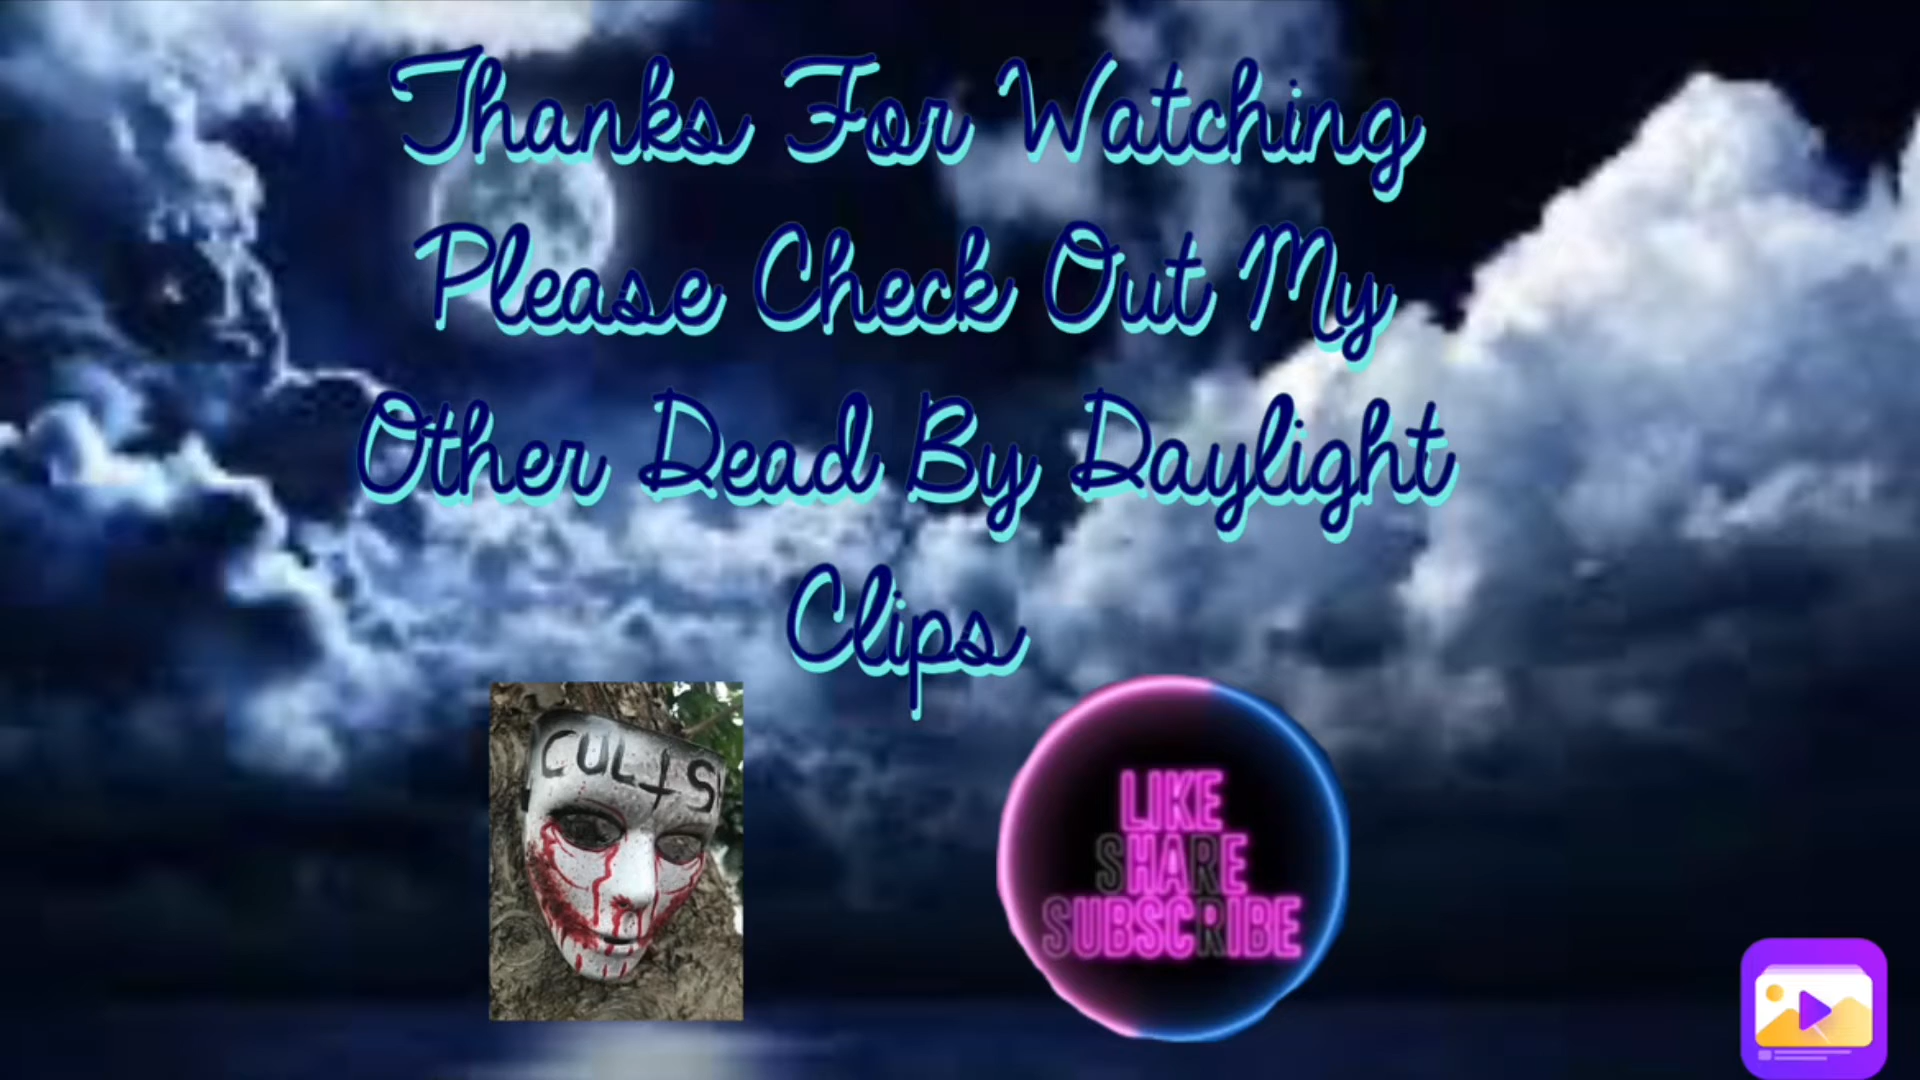 Thanks For Watching
Please Check Out My
Other Dead By Daylight
Clips
CULTS
LIKE
SHARE
SUBSCRIBE